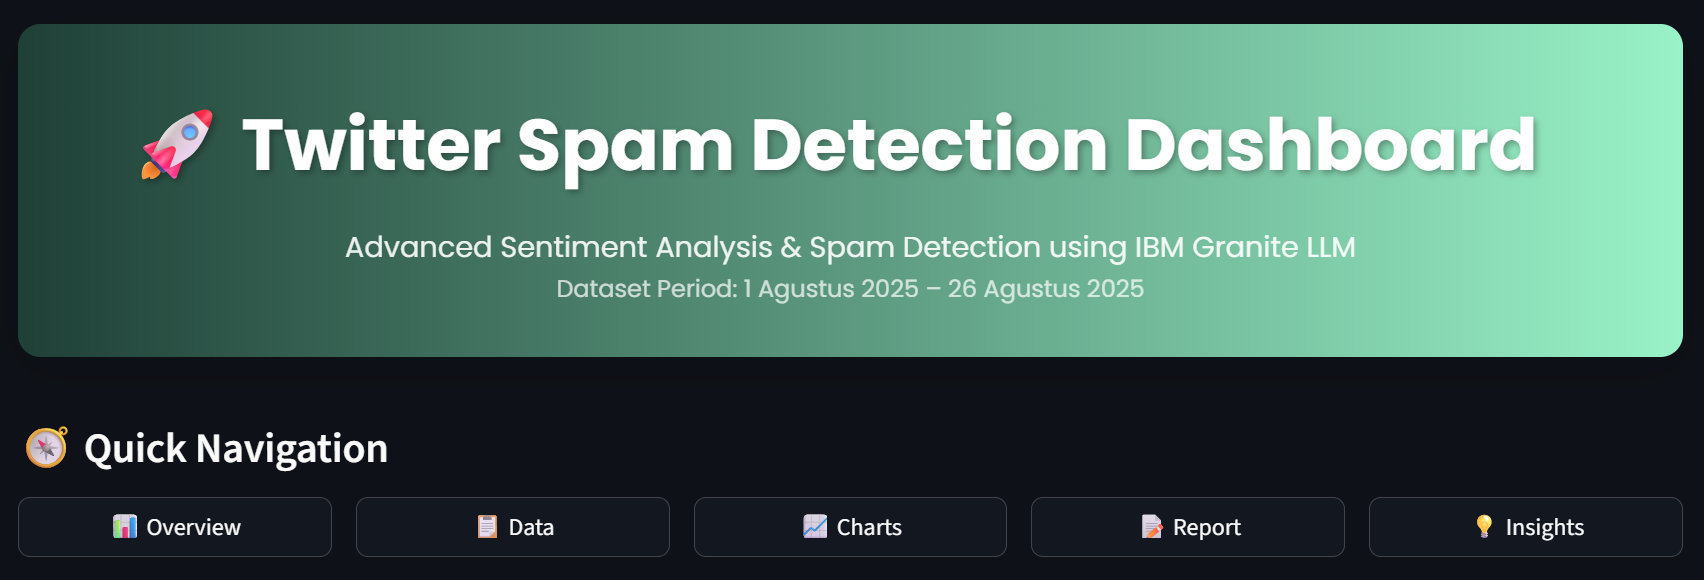 🚀 Twitter Spam Detection Dashboard
Advanced Sentiment Analysis & Spam Detection using IBM Granite LLM
Dataset Period: 1 Agustus 2025 – 26 Agustus 2025
🧭 Quick Navigation
📊 Overview
📋 Data
📈 Charts
📝 Report
💡 Insights